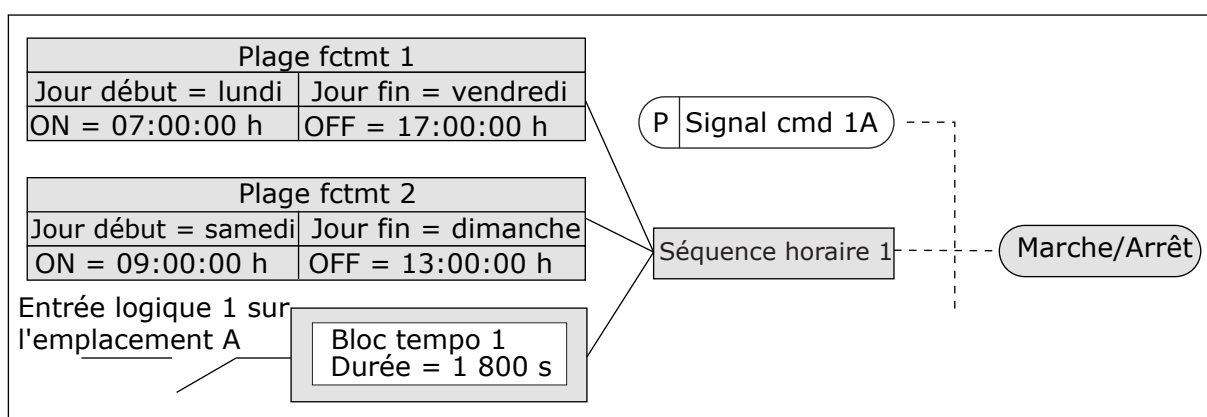 Plage fctmt 1
Jour début = lundi Jour fin = vendredi
ON = 07:00:00 h OFF = 17:00:00 h
P Signal cmd 1A
Plage fctmt 2
Jour début = samedi Jour fin = dimanche
ON = 09:00:00 h OFF = 13:00:00 h
Séquence horaire 1
Marche/Arrêt
Entrée logique 1 sur
l'emplacement A
Bloc tempo 1
Durée = 1 800 s